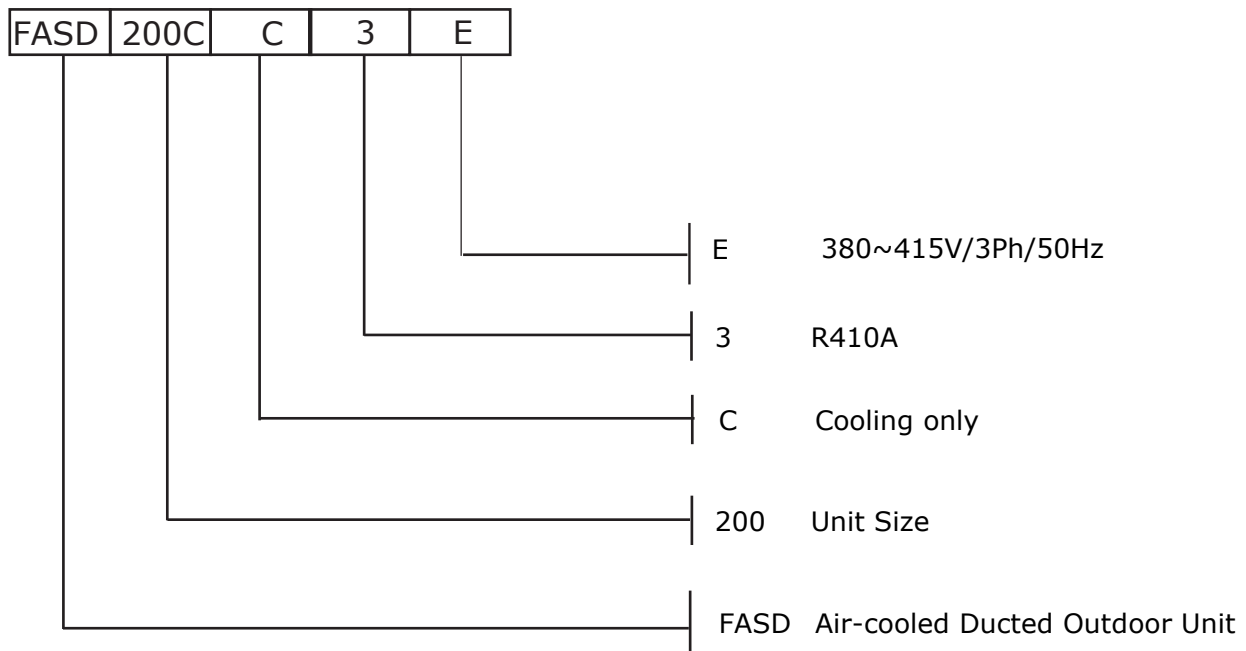 FASD 200C C 3 E
E 380~415V/3Ph/50Hz
3 R410A
C Cooling only
200 Unit Size
FASD Air-cooled Ducted Outdoor Unit